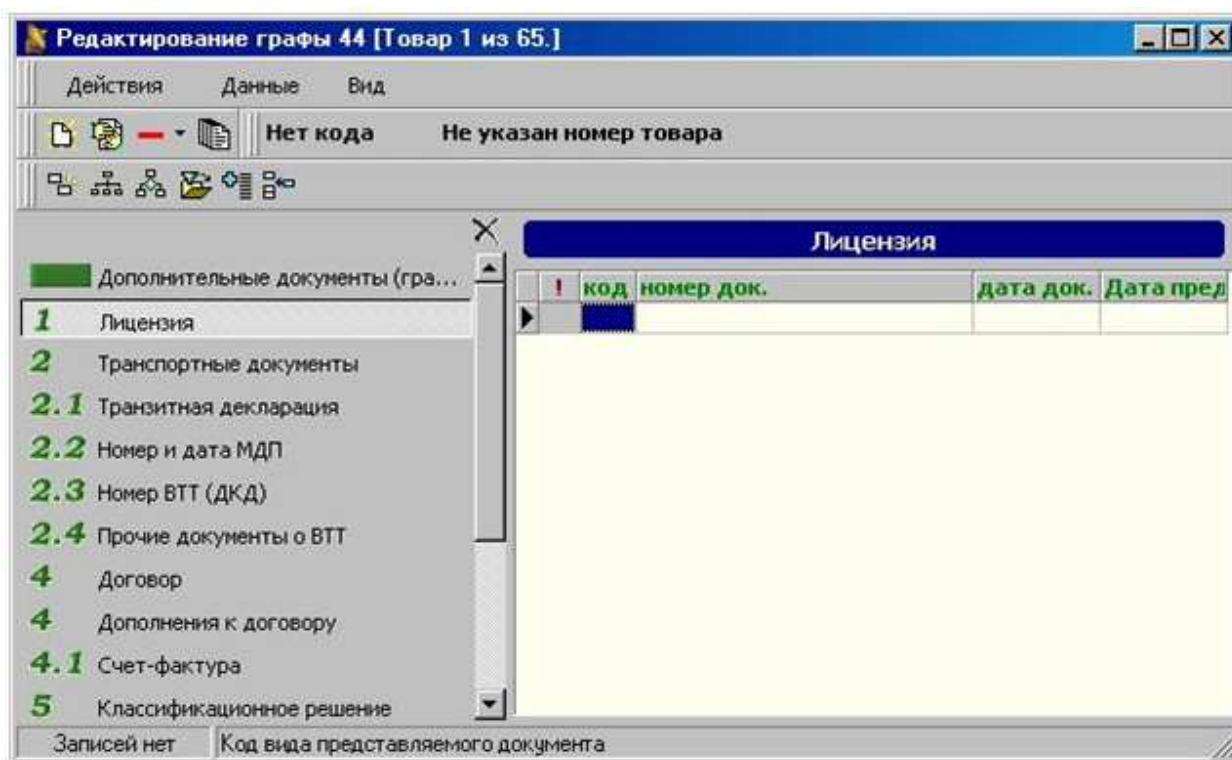 Редактирование графы 44 [Товар 1 из 65.]
Действия Данные Вид
Нет кода Не указан номер товара
Лицензия
Дополнительные документы (гра...
! код номер док. дата док. Дата пред
1 Лицензия
2 Транспортные документы
2.1 Транзитная декларация
2.2 Номер и дата МДП
2.3 Номер ВТТ (ДКД)
2.4 Прочие документы о ВТТ
4 Договор
4 Дополнения к договору
4.1 Счет-фактура
5 Классификационное решение
Записей нет Код вида представляемого документа